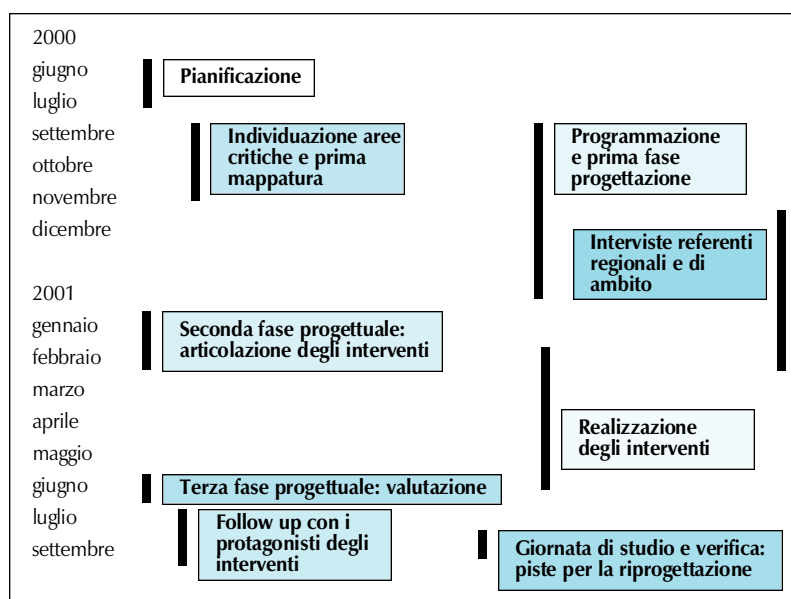 2000
giugno
luglio
settembre
ottobre
novembre
dicembre
2001
gennaio
febbraio
marzo
aprile
maggio
giugno
luglio
settembre
Pianificazione
Individuazione aree
critiche e prima
mappatura
Programmazione
e prima fase
progettazione
Interviste referenti
regionali e di
ambito
Seconda fase progettuale:
articolazione degli interventi
Realizzazione
degli interventi
Terza fase progettuale: valutazione
Follow up con i
protagonisti degli
interventi
Giornata di studio e verifica:
piste per la riprogettazione